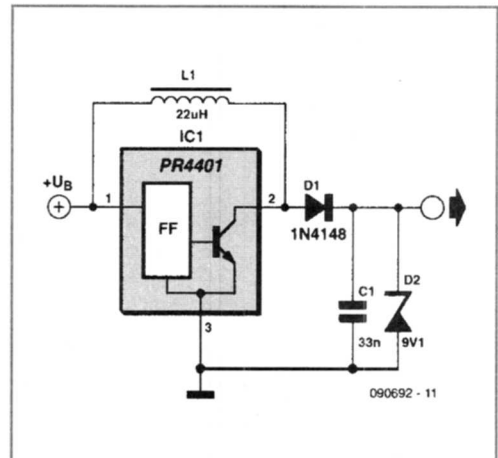 L1
22uH
IC1
PR4401
+UB
1
2
FF
3
D1
1N4148
C1
33n
D2
9V1
090692 - 11